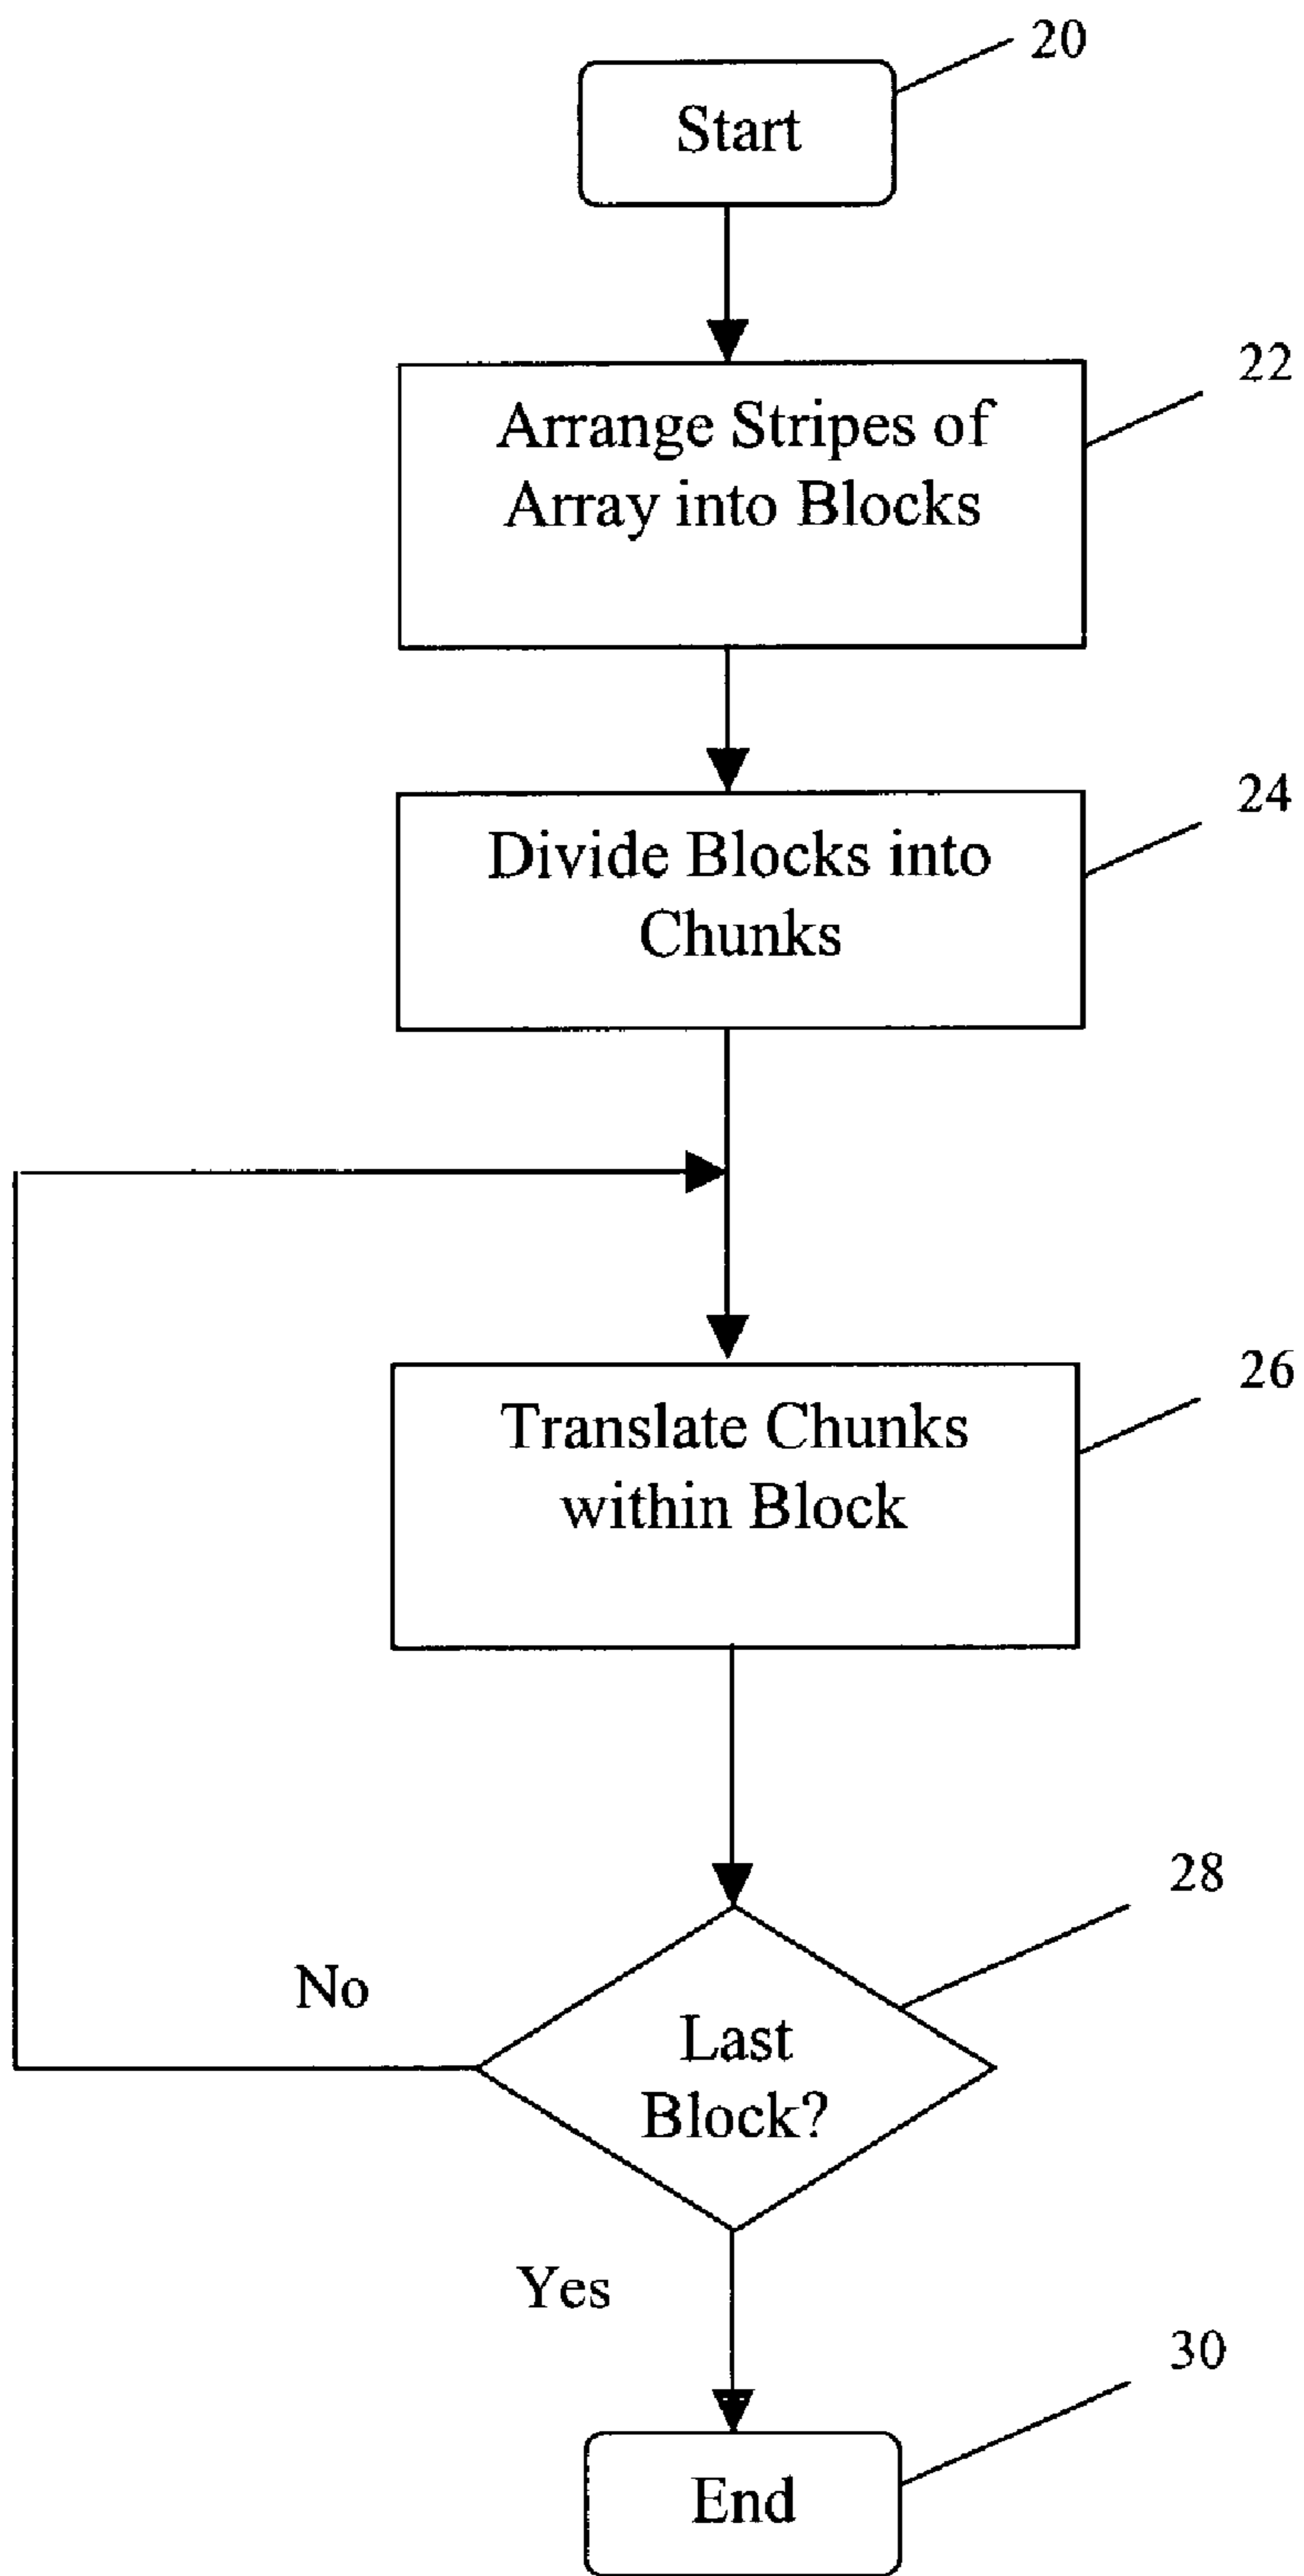 20
Start
22
Arrange Stripes of
Array into Blocks
24
Divide Blocks into
Chunks
26
Translate Chunks
within Block
28
No
Last
Block?
Yes
30
End